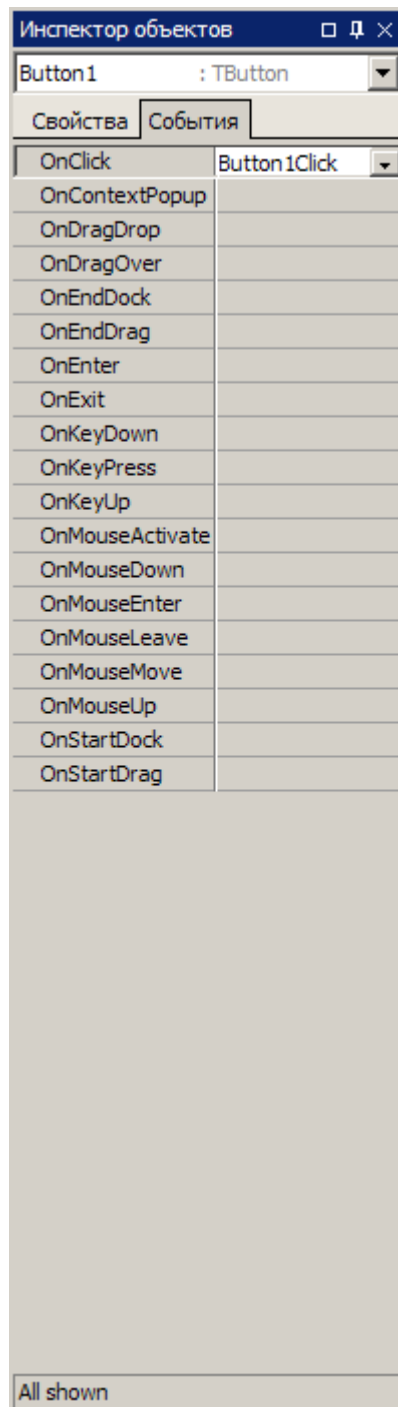 Инспектор объектов
Button1 : TButton
Свойства События
OnClick Button1Click
OnContextPopup
OnDragDrop
OnDragOver
OnEndDock
OnEndDrag
OnEnter
OnExit
OnKeyDown
OnKeyPress
OnKeyUp
OnMouseActivate
OnMouseDown
OnMouseEnter
OnMouseLeave
OnMouseMove
OnMouseUp
OnStartDock
OnStartDrag
All shown